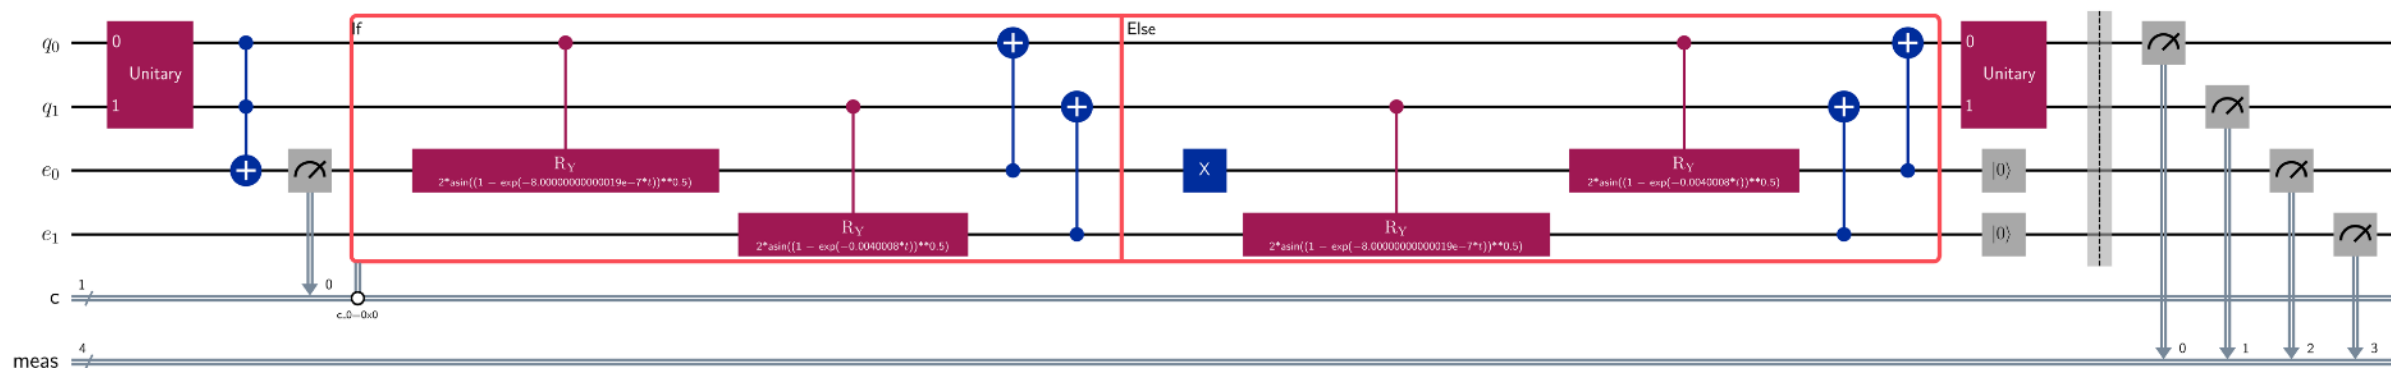 If
Else
q0
0
Unitary
0
Unitary
q1
1
1
e0
RY
2*asin((1 − exp(−8.00000000000019e−7*t))**0.5)
X
RY
2*asin((1 − exp(−0.0040008*t))**0.5)
|0⟩
e1
RY
2*asin((1 − exp(−0.0040008*t))**0.5)
RY
2*asin((1 − exp(−8.00000000000019e−7*t))**0.5)
|0⟩
c
1
0
c_0=0x0
meas
4
0
1
2
3